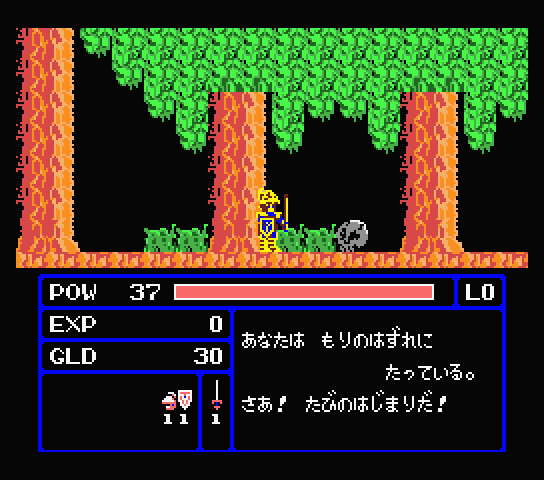 POW 37 L0
EXP 0
GLD 30
1 1 1
あなたは もりのはずれに
たっている。
さあ! たびのはじまりだ!